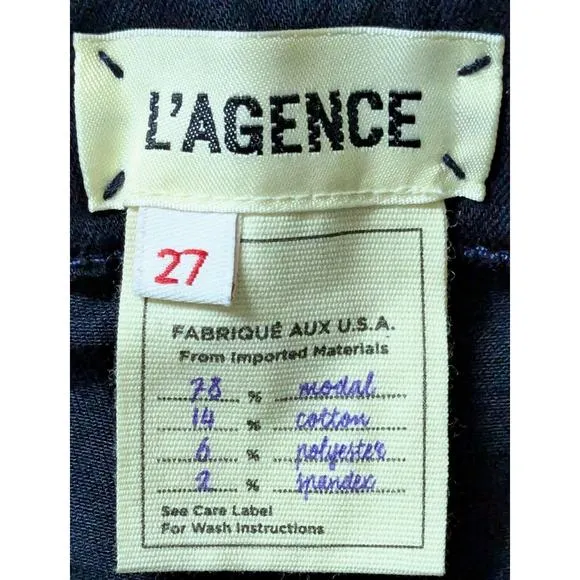 L'AGENCE
27
FABRIQUÉ AUX U.S.A.
From Imported Materials
78 % modal
14 % cotton
6 % polyester
2 % spandex
See Care Label
For Wash Instructions